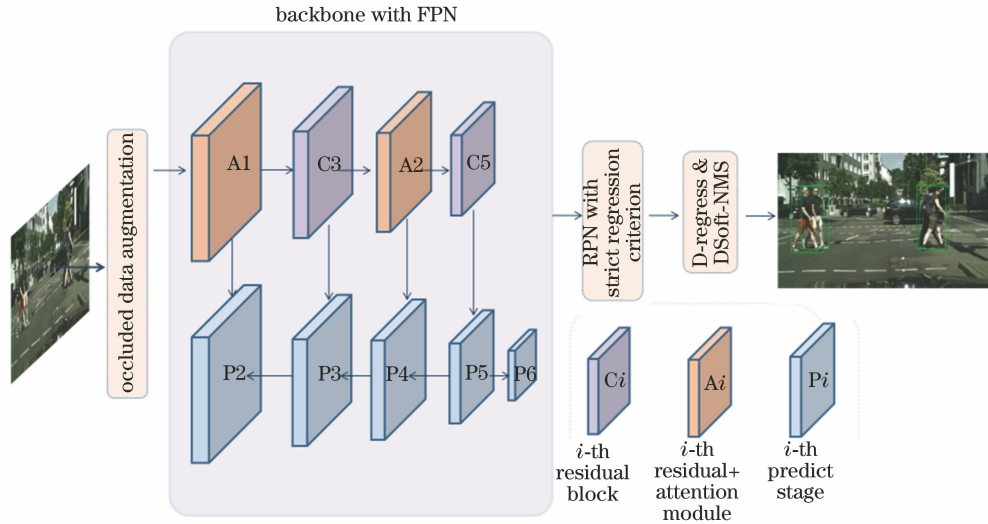 backbone with FPN
occluded data augmentation
A1
C3
A2
C5
P2
P3
P4
P5
P6
RPN with
strict regression
criterion
D-regress &
DSoft-NMS
Ci
Ai
Pi
i-th
residual
block
i-th
residual+
attention
module
i-th
predict
stage